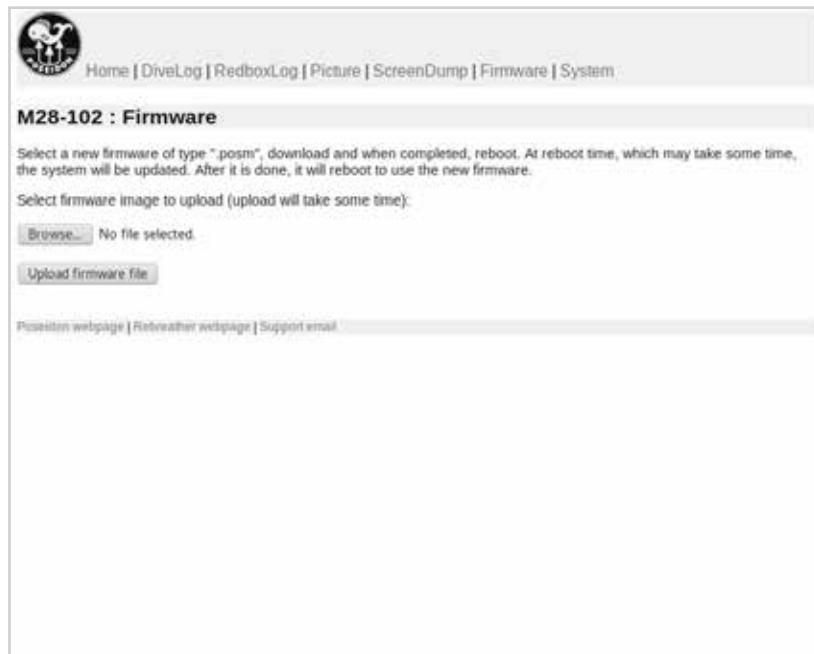 POSEIDON
Home | DiveLog | RedboxLog | Picture | ScreenDump | Firmware | System
M28-102 : Firmware
Select a new firmware of type ".posm", download and when completed, reboot. At reboot time, which may take some time,
the system will be updated. After it is done, it will reboot to use the new firmware.
Select firmware image to upload (upload will take some time):
Browse... No file selected.
Upload firmware file
Poseidon webpage | Rebreather webpage | Support email